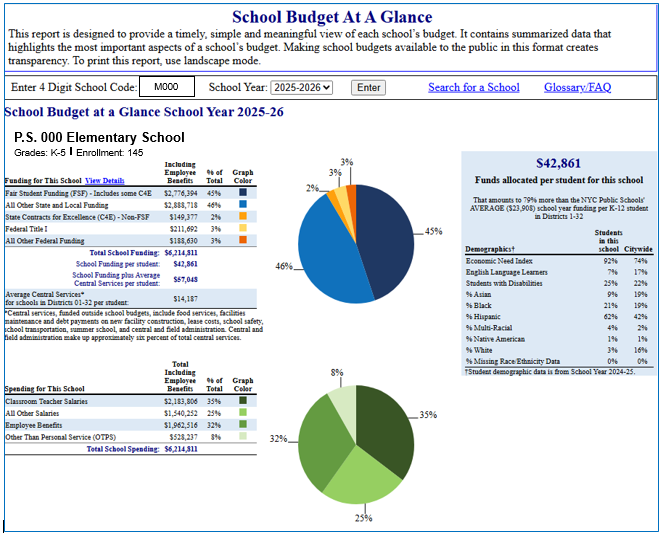 School Budget At A Glance
This report is designed to provide a timely, simple and meaningful view of each school's budget. It contains summarized data that
highlights the most important aspects of a school's budget. Making school budgets available to the public in this format creates
transparency. To print this report, use landscape mode.
Enter 4 Digit School Code: M000 School Year: 2025-2026 Enter Search for a School Glossary/FAQ
School Budget at a Glance School Year 2025-26
P.S. 000 Elementary School
Grades: K-5 I Enrollment: 145
Funding for This School View Details Including Employee Benefits % of Total Graph Color
Fair Student Funding (FSF) - Includes some C4E $2,776,394 45%
All Other State and Local Funding $2,888,718 46%
State Contracts for Excellence (C4E) - Non-FSF $149,377 2%
Federal Title I $211,692 3%
All Other Federal Funding $188,630 3%
Total School Funding: $6,214,811
School Funding per student: $42,861
School Funding plus Average
Central Services per student: $57,048
Average Central Services*
for schools in Districts 01-32 per student: $14,187
*Central services, funded outside school budgets, include food services, facilities
maintenance and debt payments on new facility construction, lease costs, school safety,
school transportation, summer school, and central and field administration. Central and
field administration make up approximately six percent of total central services.
3%
3%
2%
45%
46%
$42,861
Funds allocated per student for this school
That amounts to 79% more than the NYC Public Schools'
AVERAGE ($23,908) school year funding per K-12 student
in Districts 1-32
Demographics† Students in this school Citywide
Economic Need Index 92% 74%
English Language Learners 7% 17%
Students with Disabilities 25% 22%
% Asian 9% 19%
% Black 21% 19%
% Hispanic 62% 42%
% Multi-Racial 4% 2%
% Native American 1% 1%
% White 3% 16%
% Missing Race/Ethnicity Data 0% 0%
†Student demographic data is from School Year 2024-25.
Spending for This School Total Including Employee Benefits % of Total Graph Color
Classroom Teacher Salaries $2,183,806 35%
All Other Salaries $1,540,252 25%
Employee Benefits $1,962,516 32%
Other Than Personal Service (OTPS) $528,237 8%
Total School Spending: $6,214,811
8%
35%
32%
25%